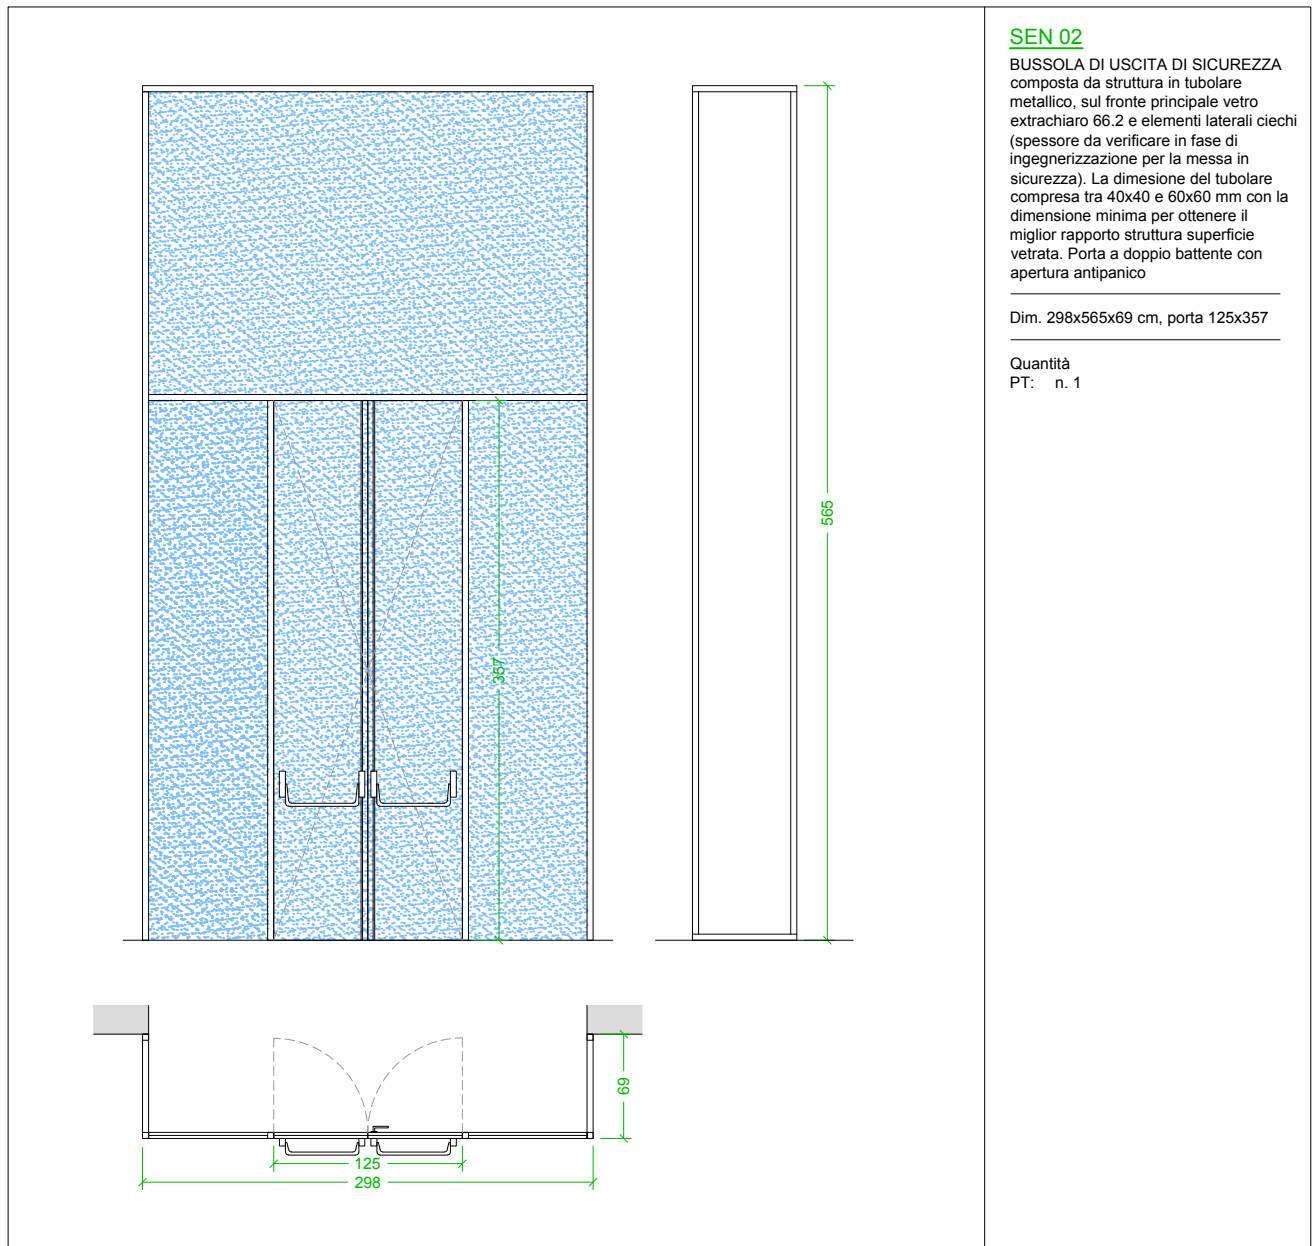 SEN 02
BUSSOLA DI USCITA DI SICUREZZA
composta da struttura in tubolare
metallico, sul fronte principale vetro
extrachiaro 66.2 e elementi laterali ciechi
(spessore da verificare in fase di
ingegnerizzazione per la messa in
sicurezza). La dimesione del tubolare
compresa tra 40x40 e 60x60 mm con la
dimensione minima per ottenere il
miglior rapporto struttura superficie
vetrata. Porta a doppio battente con
apertura antipanico
Dim. 298x565x69 cm, porta 125x357
Quantità
PT: n. 1
565
357
69
125
298